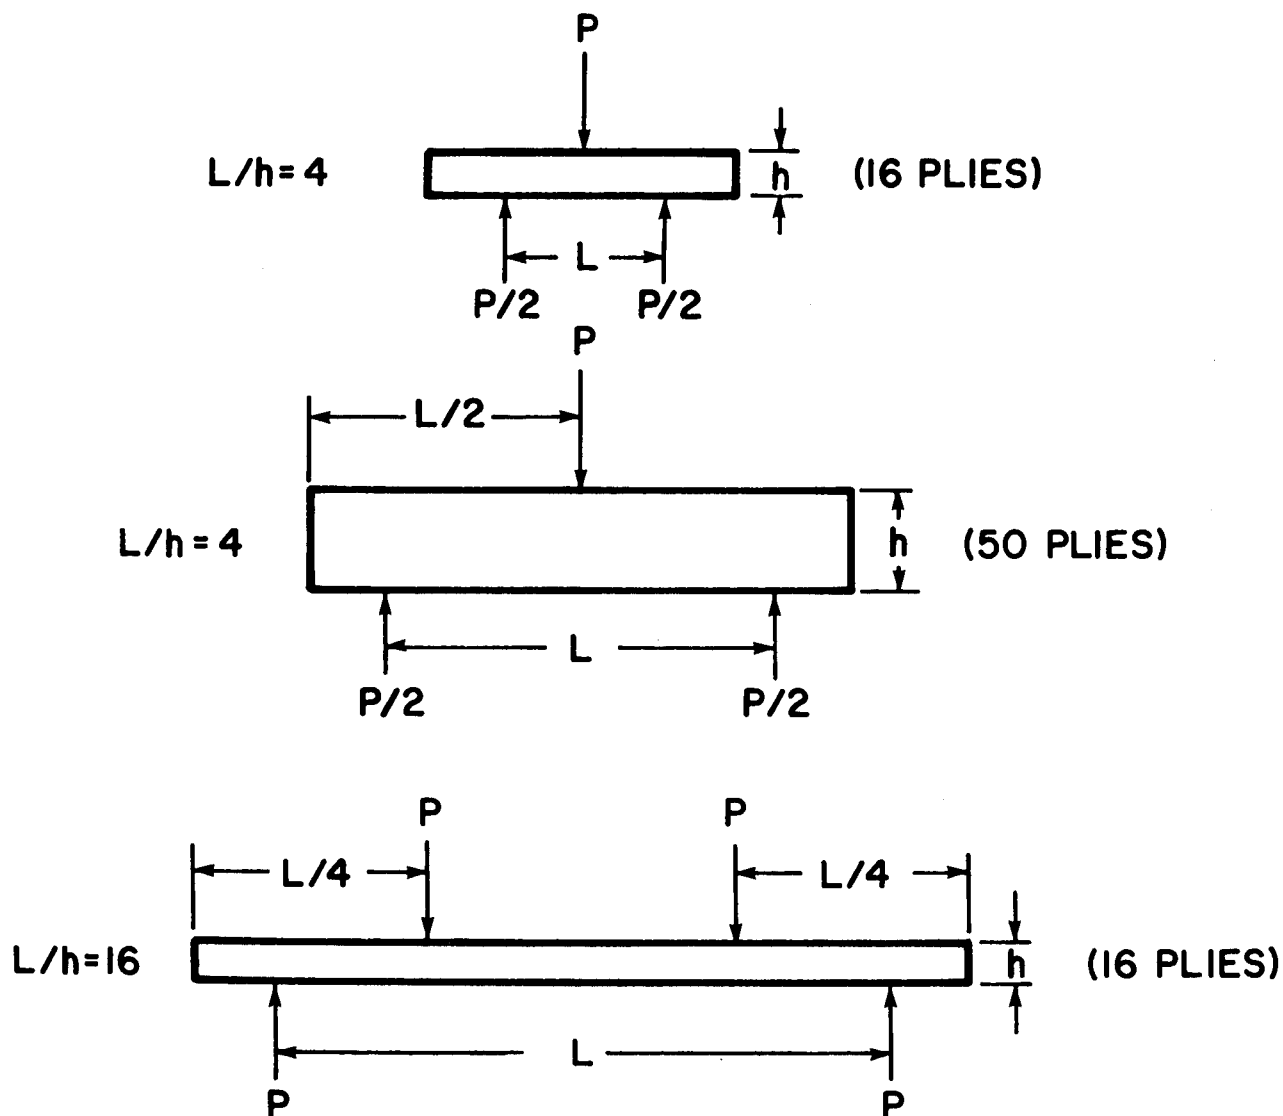 P
L/h=4
h
(16 PLIES)
L
P/2
P/2
P
L/2
L/h=4
h
(50 PLIES)
L
P/2
P/2
P
P
L/4
L/4
L/h=16
h
(16 PLIES)
L
P
P